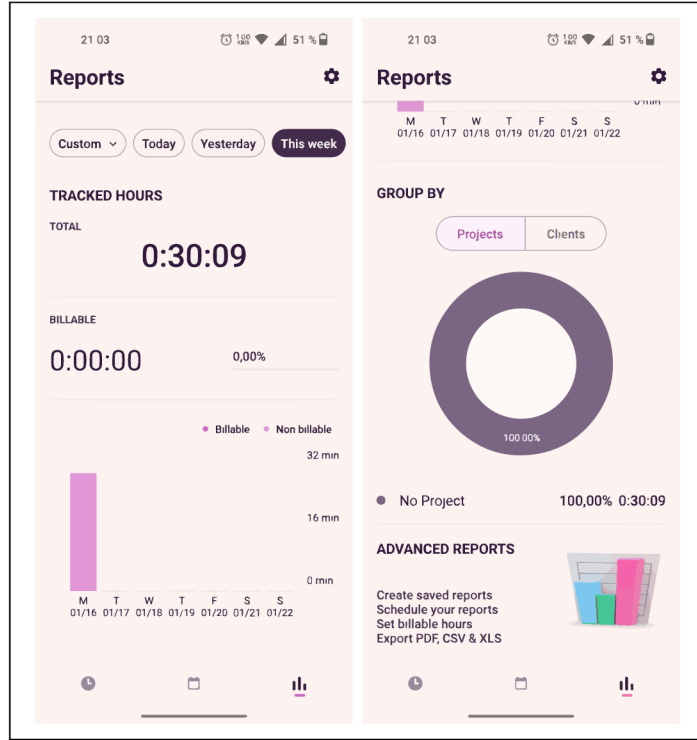 21 03
100 KB/S
51 %
Reports
Custom
Today
Yesterday
This week
TRACKED HOURS
TOTAL
0:30:09
BILLABLE
0:00:00
0,00%
Billable
Non billable
32 min
16 min
0 min
M T W T F S S
01/16 01/17 01/18 01/19 01/20 01/21 01/22
21 03
100 KB/S
51 %
Reports
0 min
M T W T F S S
01/16 01/17 01/18 01/19 01/20 01/21 01/22
GROUP BY
Projects
Clients
100 00%
No Project 100,00% 0:30:09
ADVANCED REPORTS
Create saved reports
Schedule your reports
Set billable hours
Export PDF, CSV & XLS